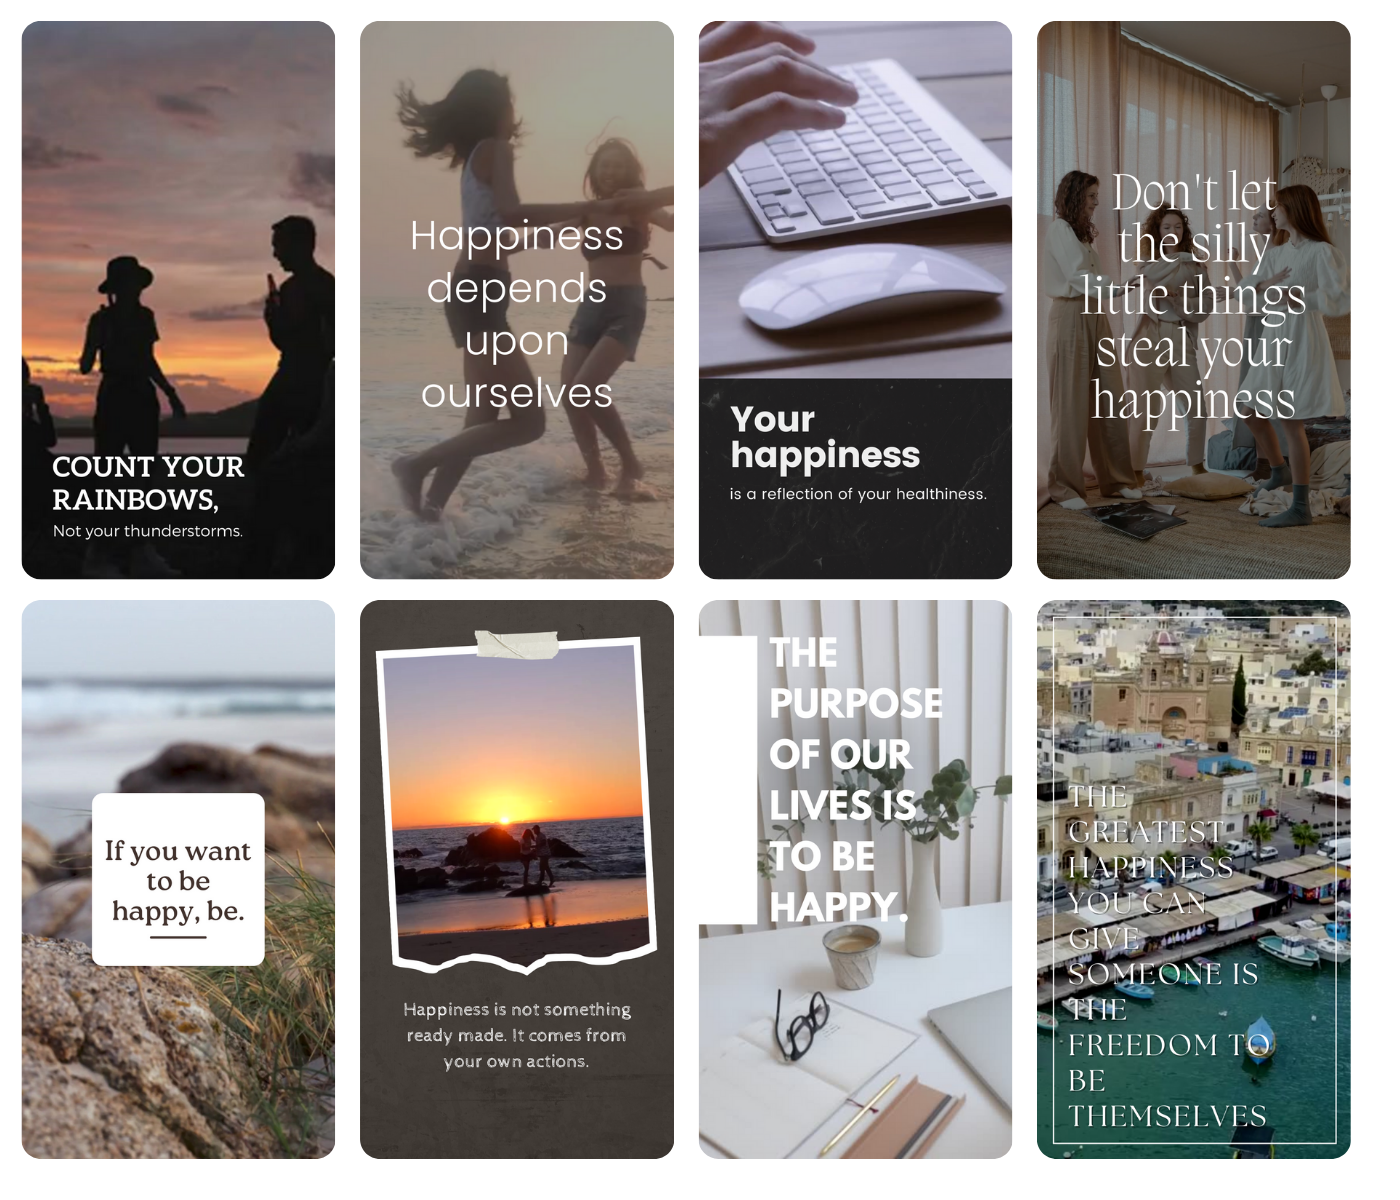 COUNT YOUR
RAINBOWS,
Not your thunderstorms.
Happiness
depends
upon
ourselves
Your
happiness
is a reflection of your healthiness.
Don't let
the silly
little things
steal your
happiness
If you want
to be
happy, be.
Happiness is not something
ready made. It comes from
your own actions.
THE
PURPOSE
OF OUR
LIVES IS
TO BE
HAPPY.
THE
GREATEST
HAPPINESS
YOU CAN
GIVE
SOMEONE IS
THE
FREEDOM TO
BE
THEMSELVES